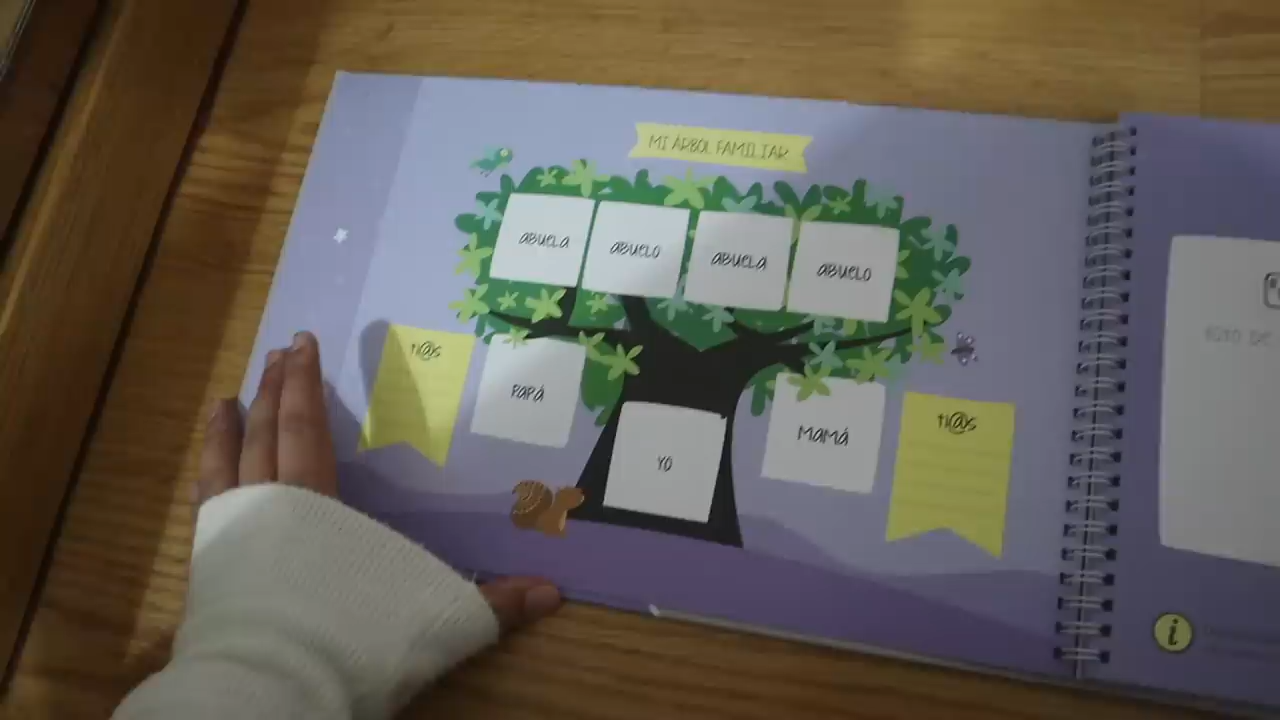 MI ÁRBOL FAMILIAR
ABUELA
ABUELO
ABUELA
ABUELO
ti@s
PAPÁ
YO
MAMÁ
ti@s
i